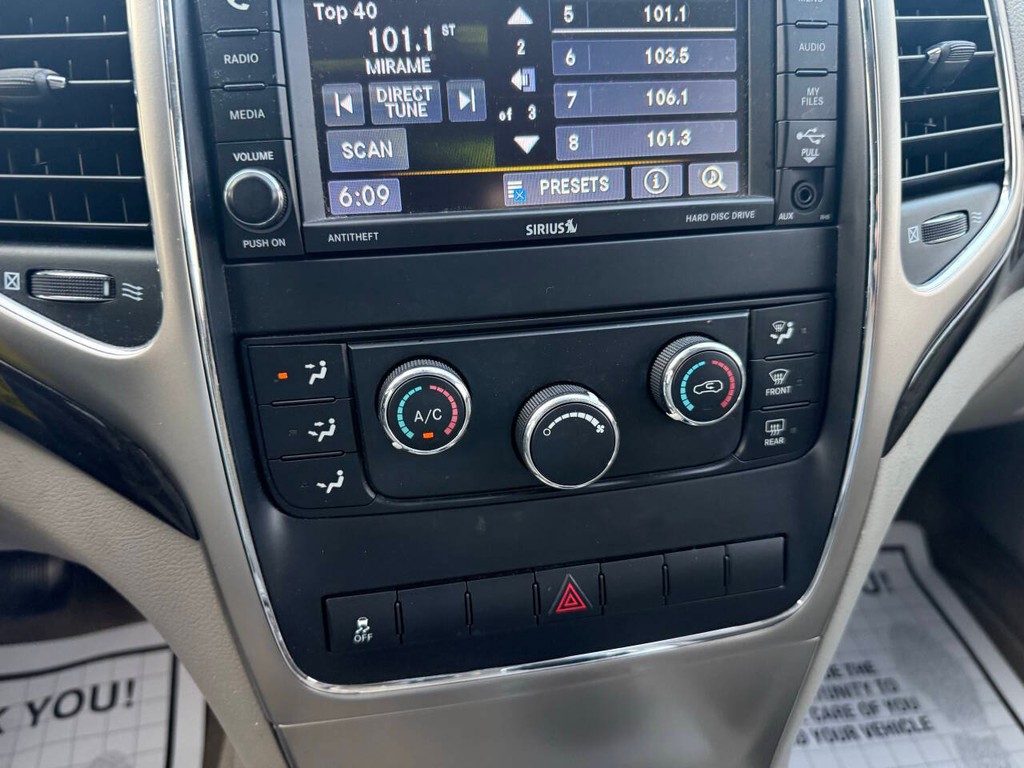 Top 40
101.1 ST
MIRAME
DIRECT
TUNE
SCAN
6:09
2
of 3
5 101.1
6 103.5
7 106.1
8 101.3
PRESETS
RADIO
MEDIA
VOLUME
PUSH ON
ANTITHEFT
SIRIUS
HARD DISC DRIVE
AUDIO
MY
FILES
PULL
AUX
A/C
FRONT
REAR
OFF
YOU!
THE
TO
CARE OF YOU
YOUR VEHICLE